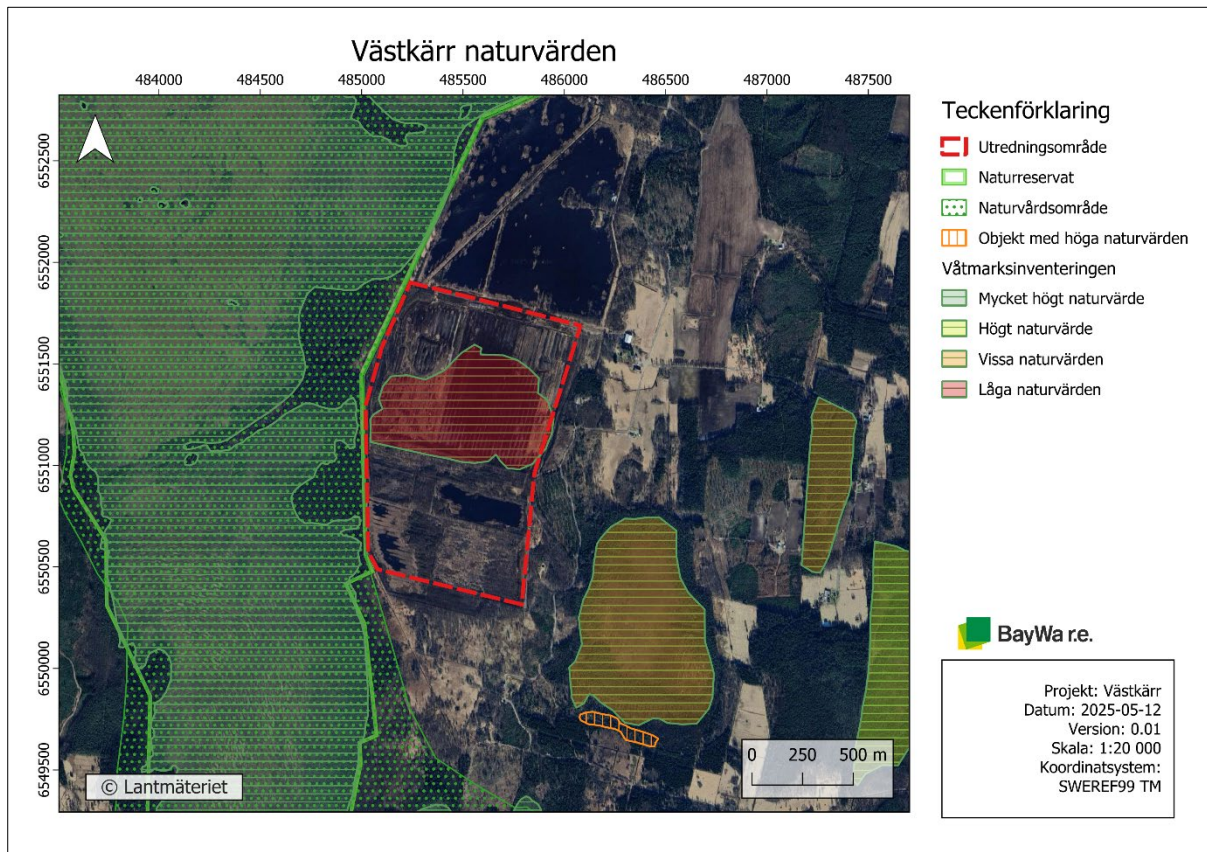 Västkärr naturvärden
484000 484500 485000 485500 486000 486500 487000 487500
6552500
6552000
6551500
6551000
6550500
6550000
6549500
Teckenförklaring
Utredningsområde
Naturreservat
Naturvårdsområde
Objekt med höga naturvärden
Våtmarksinventeringen
Mycket högt naturvärde
Högt naturvärde
Vissa naturvärden
Låga naturvärden
BayWa r.e.
Projekt: Västkärr
Datum: 2025-05-12
Version: 0.01
Skala: 1:20 000
Koordinatsystem:
SWEREF99 TM
0 250 500 m
© Lantmäteriet